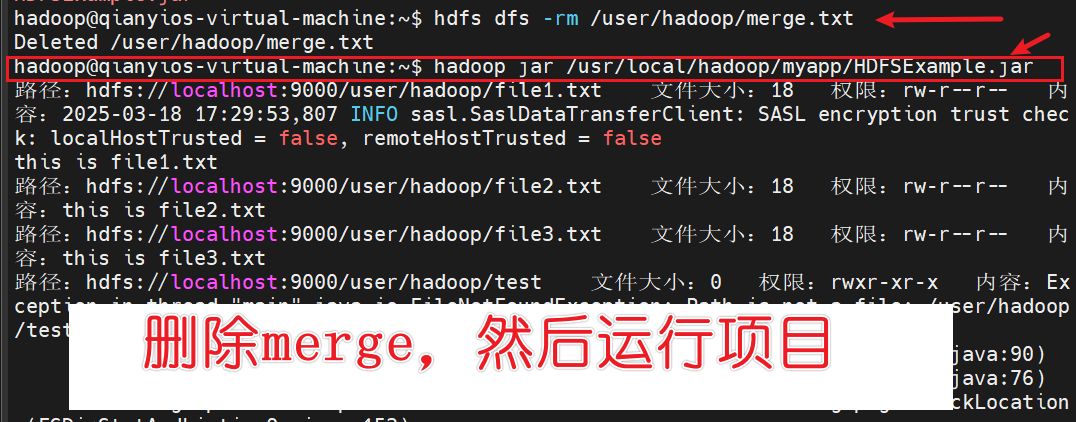 hadoop@qianyios-virtual-machine:~$ hdfs dfs -rm /user/hadoop/merge.txt
Deleted /user/hadoop/merge.txt
hadoop@qianyios-virtual-machine:~$ hadoop jar /usr/local/hadoop/myapp/HDFSExample.jar
路径：hdfs://localhost:9000/user/hadoop/file1.txt 文件大小：18 权限：rw-r--r-- 内
容：2025-03-18 17:29:53,807 INFO sasl.SaslDataTransferClient: SASL encryption trust chec
k: localHostTrusted = false, remoteHostTrusted = false
this is file1.txt
路径：hdfs://localhost:9000/user/hadoop/file2.txt 文件大小：18 权限：rw-r--r-- 内
容：this is file2.txt
路径：hdfs://localhost:9000/user/hadoop/file3.txt 文件大小：18 权限：rw-r--r-- 内
容：this is file3.txt
路径：hdfs://localhost:9000/user/hadoop/test 文件大小：0 权限：rwxr-xr-x 内容：Ex
ception in thread "main" java.io.FileNotFoundException: Path is not a file: /user/hadoop
/test
删除merge，然后运行项目
java:90)
java:76)
ckLocation